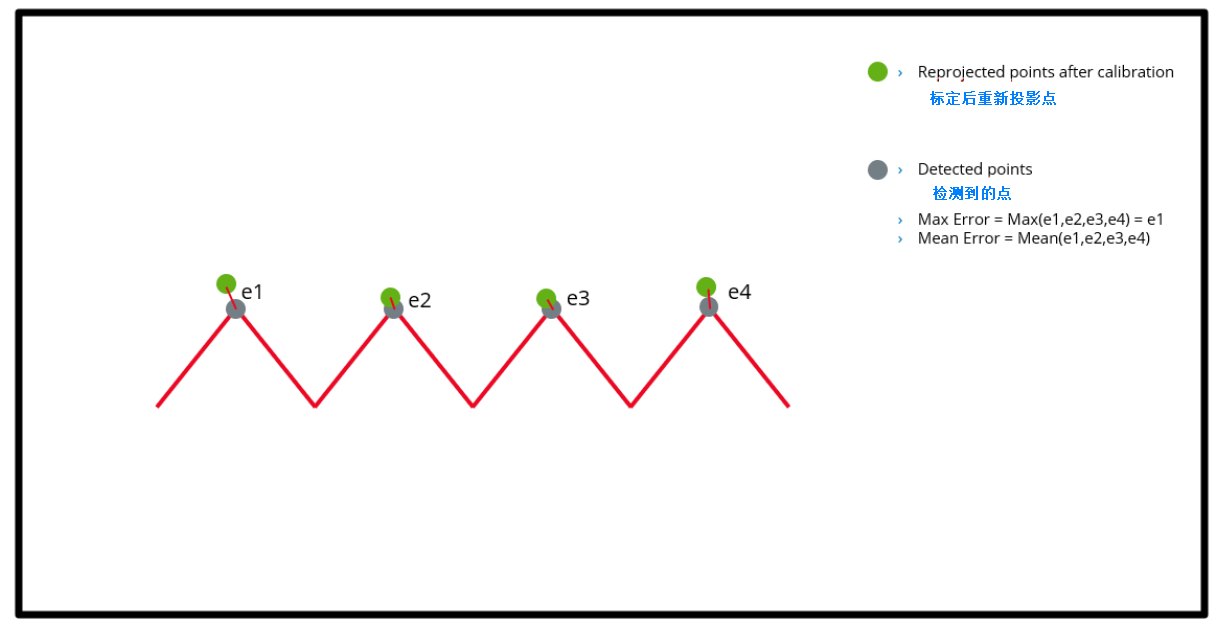 › Reprojected points after calibration
标定后重新投影点
› Detected points
检测到的点
› Max Error = Max(e1,e2,e3,e4) = e1
› Mean Error = Mean(e1,e2,e3,e4)
e1
e2
e3
e4